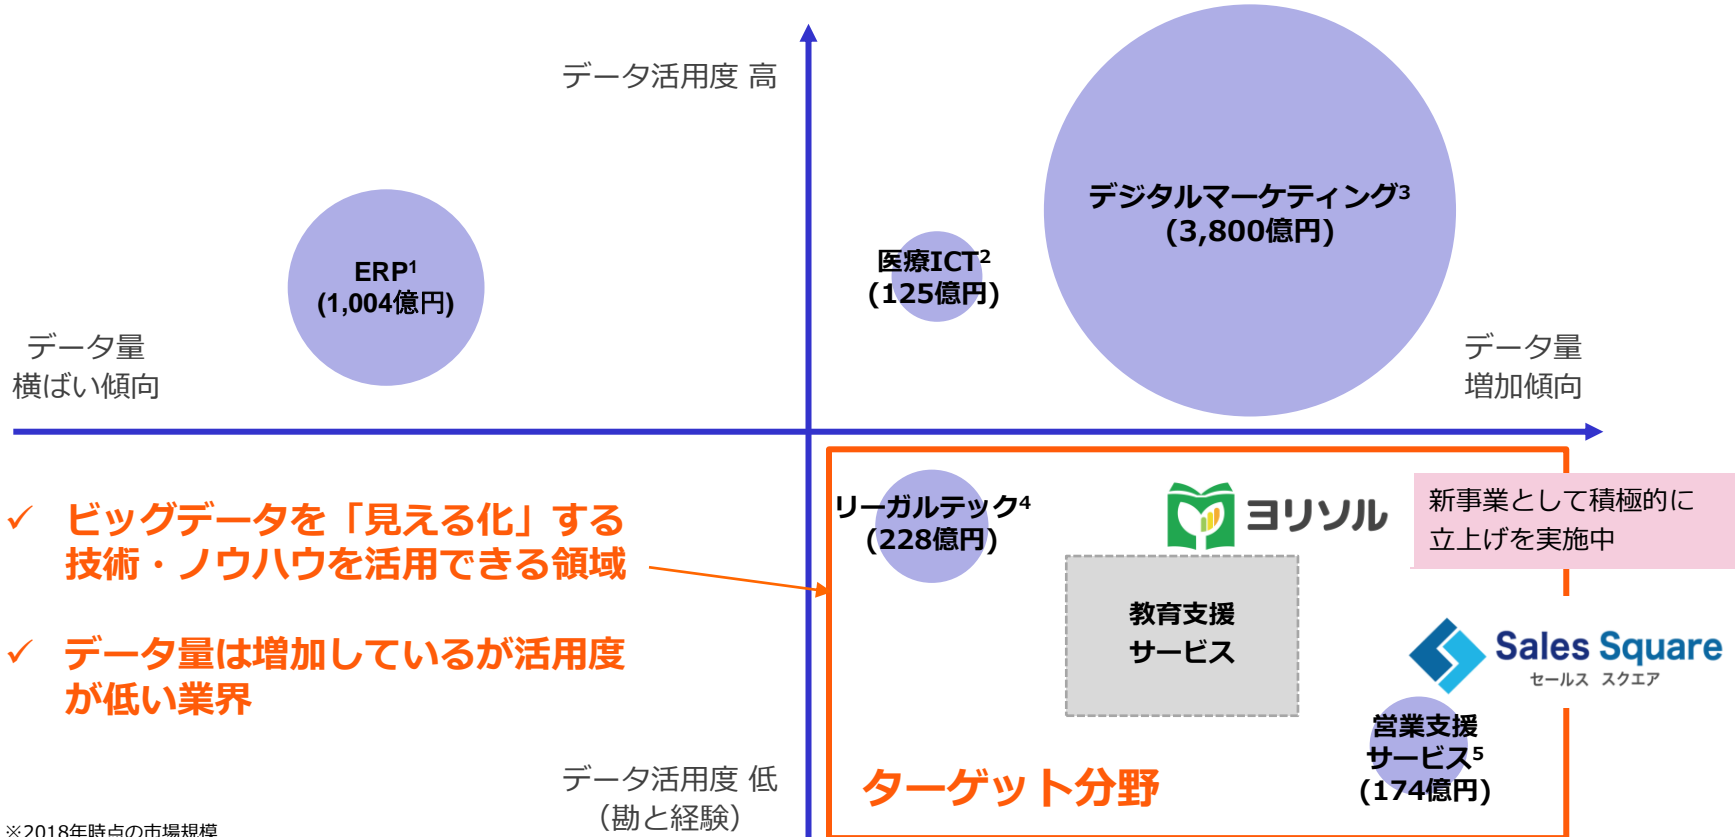 データ活用度 高
デジタルマーケティング3
(3,800億円)
医療ICT2
(125億円)
ERP1
(1,004億円)
データ量
横ばい傾向
データ量
増加傾向
✓ ビッグデータを「見える化」する
技術・ノウハウを活用できる領域
✓ データ量は増加しているが活用度
が低い業界
リーガルテック4
(228億円)
ヨリソル
新事業として積極的に
立上げを実施中
教育支援
サービス
Sales Square
セールス スクエア
営業支援
サービス5
(174億円)
ターゲット分野
データ活用度 低
（勘と経験）
※2018年時点の市場規模